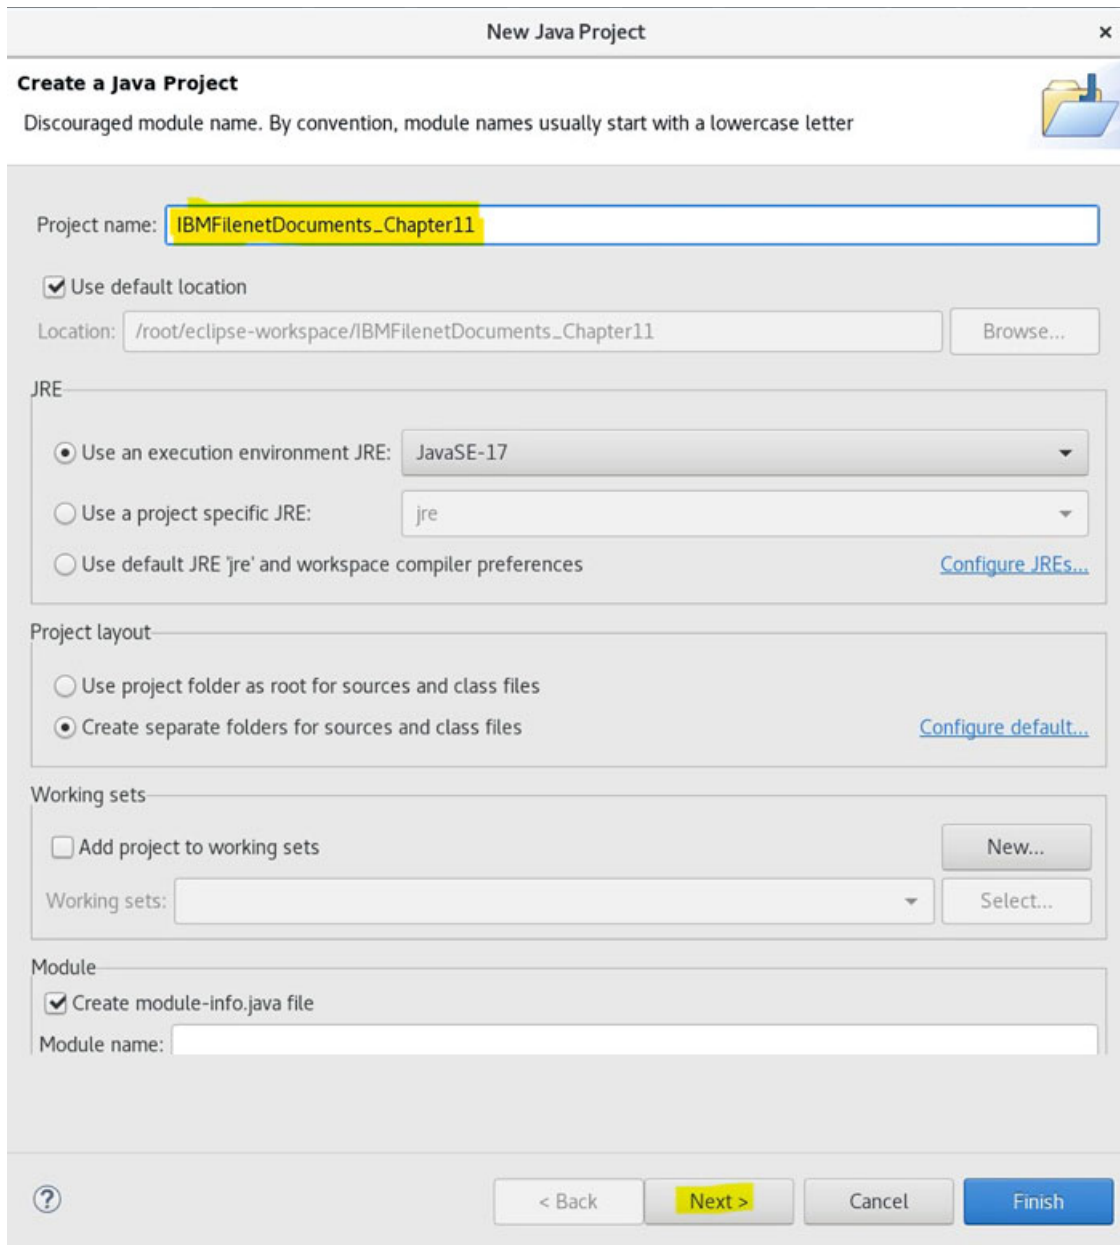 New Java Project
Create a Java Project
Discouraged module name. By convention, module names usually start with a lowercase letter
Project name: IBMFilenetDocuments_Chapter11
Use default location
Location: /root/eclipse-workspace/IBMFilenetDocuments_Chapter11 Browse...
JRE
Use an execution environment JRE: JavaSE-17
Use a project specific JRE: jre
Use default JRE 'jre' and workspace compiler preferences Configure JREs...
Project layout
Use project folder as root for sources and class files
Create separate folders for sources and class files Configure default...
Working sets
Add project to working sets New...
Working sets: Select...
Module
Create module-info.java file
Module name:
? < Back Next > Cancel Finish